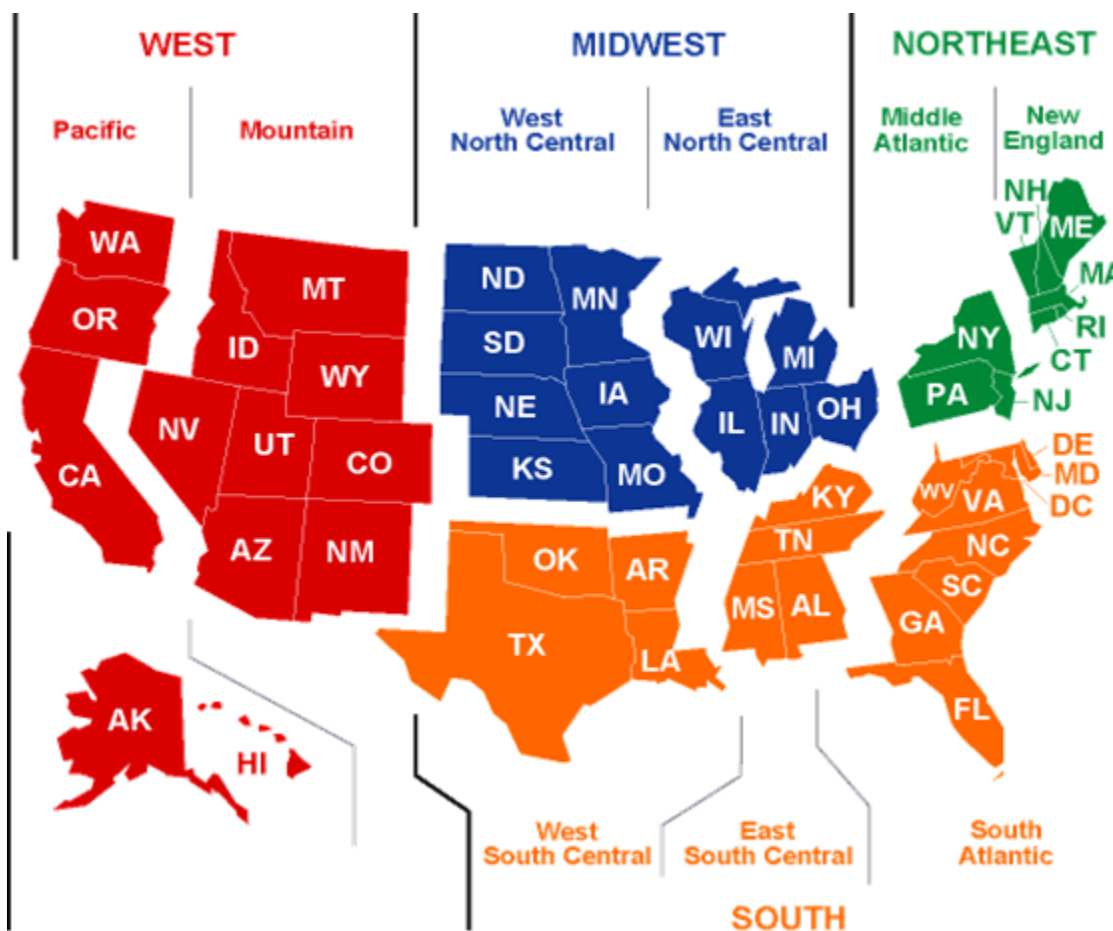 WEST
MIDWEST
NORTHEAST
Pacific
Mountain
West
North Central
East
North Central
Middle
Atlantic
New
England
NH
VT
ME
MA
RI
CT
NJ
NY
PA
WA
OR
CA
MT
ID
WY
NV
UT
CO
AZ
NM
ND
SD
NE
KS
MN
IA
MO
WI
MI
IL
IN
OH
DE
MD
DC
WV
VA
KY
TN
NC
SC
OK
AR
MS
AL
GA
TX
LA
FL
AK
HI
West
South Central
East
South Central
South
Atlantic
SOUTH